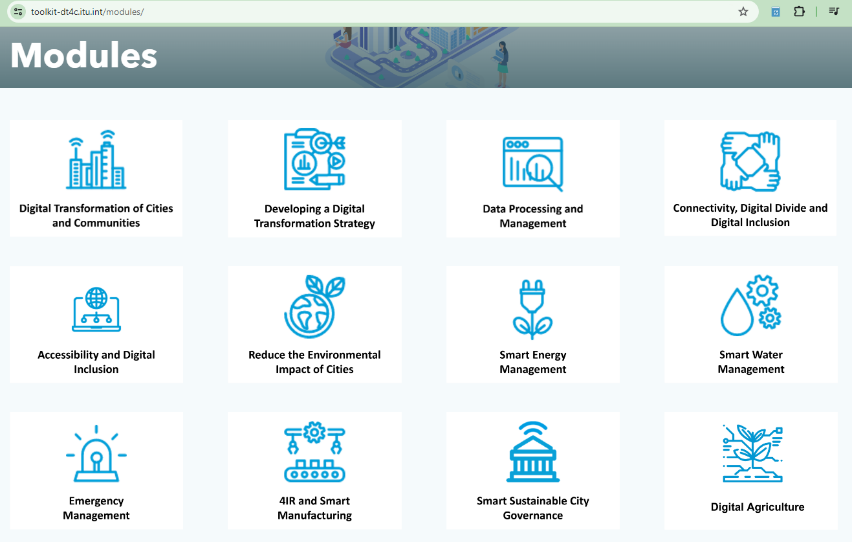 toolkit-dt4c.itu.int/modules/
Modules
Digital Transformation of Cities
and Communities
Developing a Digital
Transformation Strategy
Data Processing and
Management
Connectivity, Digital Divide and
Digital Inclusion
Accessibility and Digital
Inclusion
Reduce the Environmental
Impact of Cities
Smart Energy
Management
Smart Water
Management
Emergency
Management
4IR and Smart
Manufacturing
Smart Sustainable City
Governance
Digital Agriculture